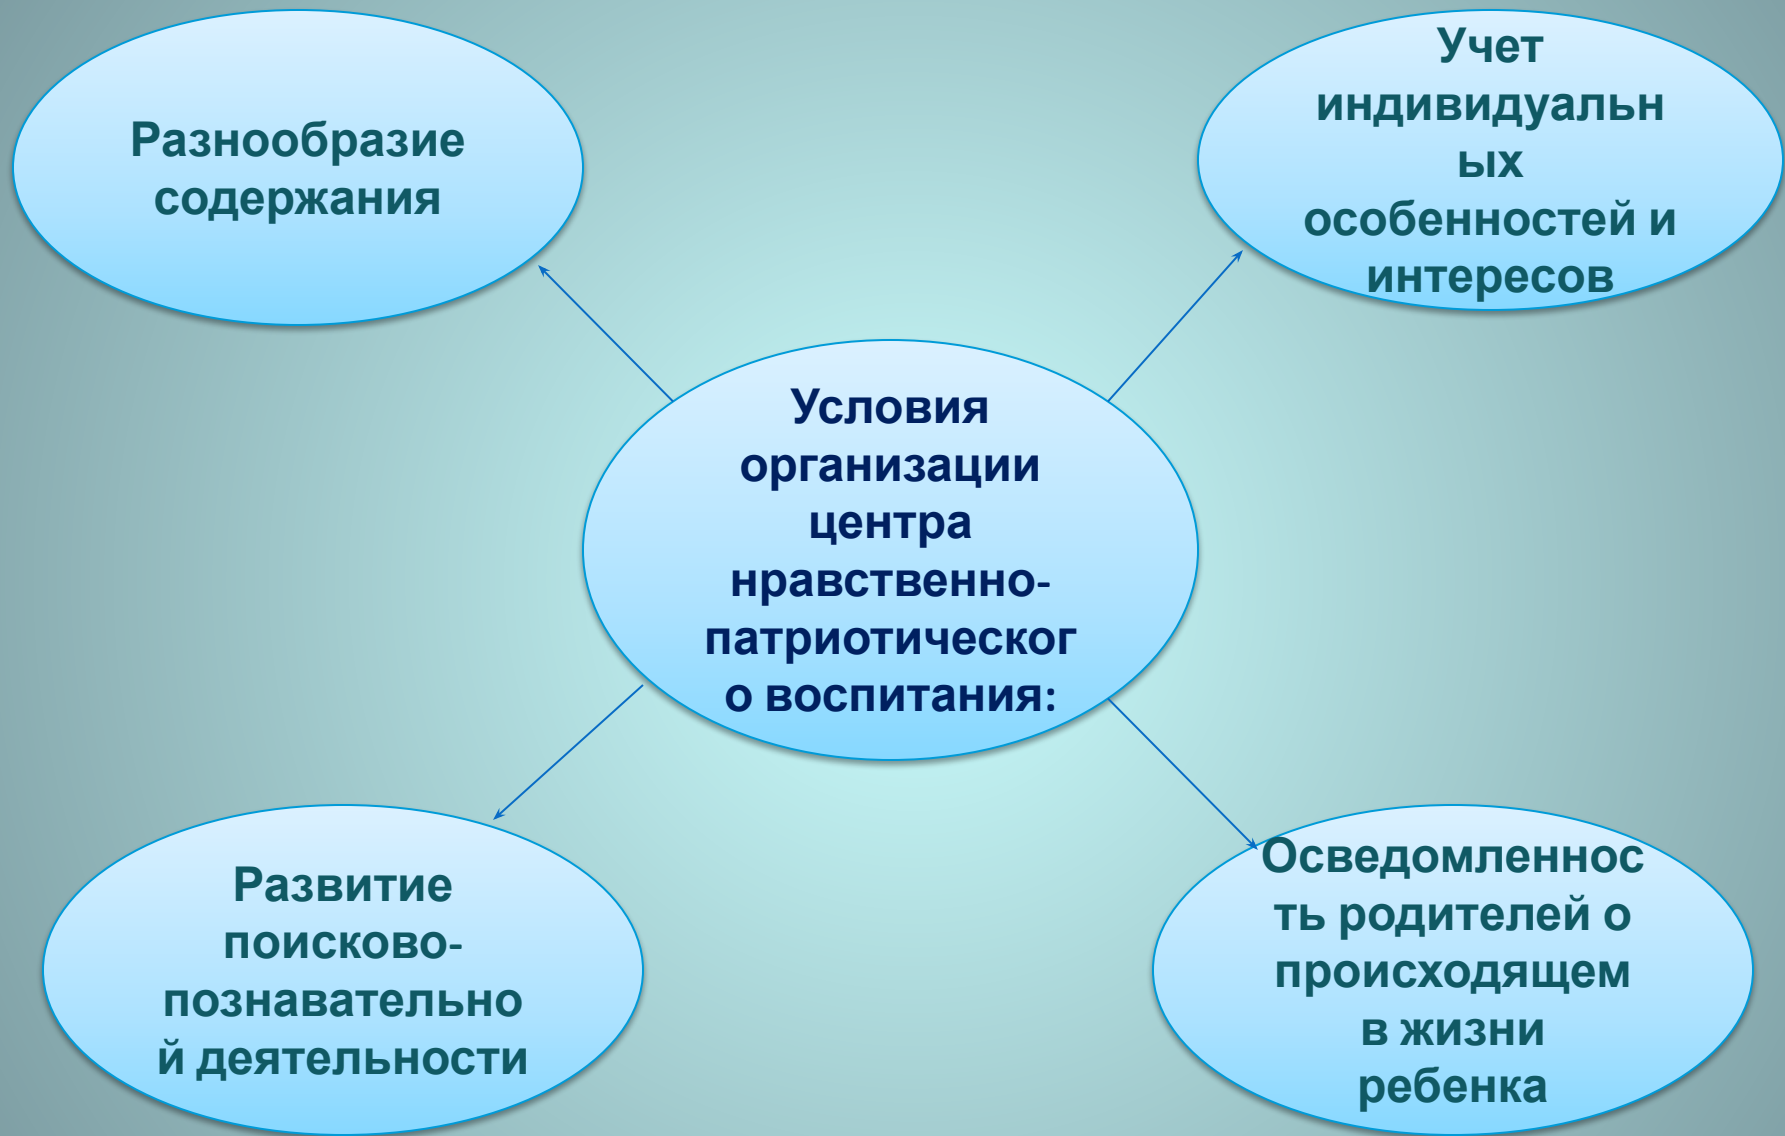 Разнообразие
содержания
Учет
индивидуальн
ых
особенностей и
интересов
Условия
организации
центра
нравственно-
патриотическог
о воспитания:
Развитие
поисково-
познавательно
й деятельности
Осведомленнос
ть родителей о
происходящем
в жизни
ребенка